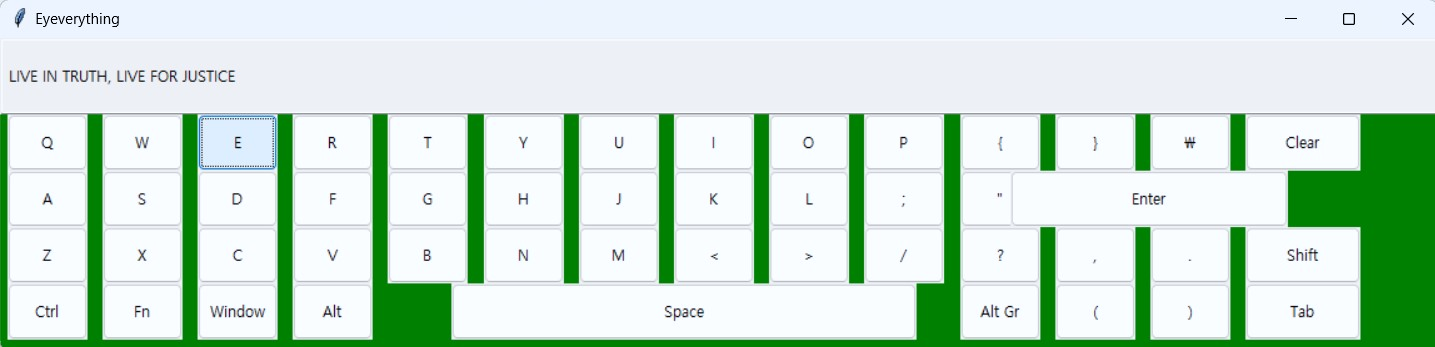 Eyeverything
LIVE IN TRUTH, LIVE FOR JUSTICE
Q W E R T Y U I O P { } ₩ Clear
A S D F G H J K L ; " Enter
Z X C V B N M < > / ? , . Shift
Ctrl Fn Window Alt Space Alt Gr ( ) Tab